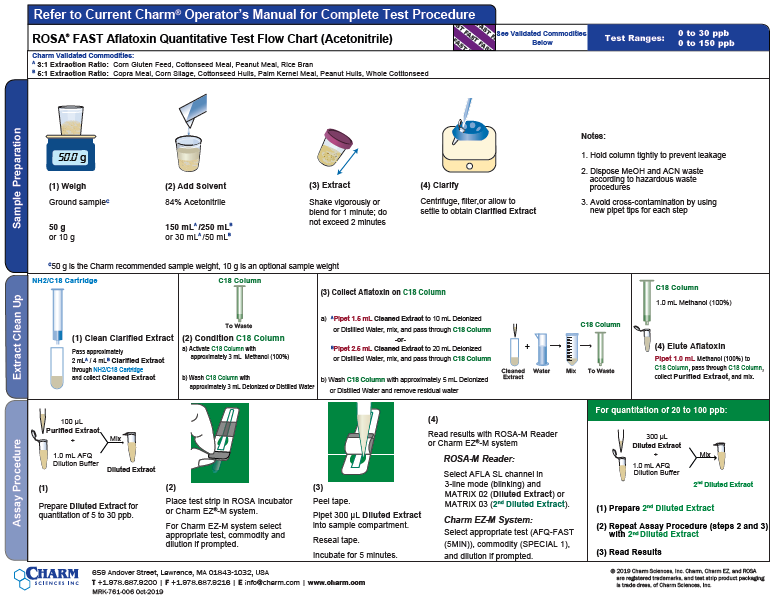 Refer to Current Charm® Operator's Manual for Complete Test Procedure
ROSA® FAST Aflatoxin Quantitative Test Flow Chart (Acetonitrile)
FAST FAST FAST
See Validated Commodities
Below
Test Ranges: 0 to 30 ppb
0 to 150 ppb
Charm Validated Commodities:
A 3:1 Extraction Ratio: Corn Gluten Feed, Cottonseed Meal, Peanut Meal, Rice Bran
B 5:1 Extraction Ratio: Copra Meal, Corn Silage, Cottonseed Hulls, Palm Kernel Meal, Peanut Hulls, Whole Cotttonseed
Sample Preparation
50.0 g
(1) Weigh
Ground sampleᶜ
50 g
or 10 g
(2) Add Solvent
84% Acetonitrile
150 mLᴬ/250 mLᴮ
or 30 mLᴬ/50 mLᴮ
(3) Extract
Shake vigorously or
blend for 1 minute; do
not exceed 2 minutes
(4) Clarify
Centrifuge, filter,or allow to
settle to obtain Clarified Extract
Notes:
1. Hold column tightly to prevent leakage
2. Dispose MeOH and ACN waste
according to hazardous waste
procedures
3. Avoid cross-contamination by using
new pipet tips for each step
ᶜ50 g is the Charm recommended sample weight, 10 g is an optional sample weight
Extract Clean Up
NH2/C18 Cartridge
(1) Clean Clarified Extract
Pass approximately
2 mLᴬ / 4 mLᴮ Clarified Extract
through NH2/C18 Cartridge
and collect Cleaned Extract
C18 Column
To Waste
(2) Condition C18 Column
a) Activate C18 Column with
approximately 3 mL Methanol (100%)
b) Wash C18 Column with
approximately 3 mL Deionized or Distilled Water
(3) Collect Aflatoxin on C18 Column
a) ᴬPipet 1.5 mL Cleaned Extract to 10 mL Deionized
or Distilled Water, mix, and pass through C18 Column
-or-
ᴮPipet 2.5 mL Cleaned Extract to 20 mL Deionized
or Distilled Water, mix, and pass through C18 Column
b) Wash C18 Column with approximately 5 mL Deionized
or Distilled Water and remove residual water
C18 Column
+
Cleaned
Extract
Water
Mix
To Waste
C18 Column
1.0 mL Methanol (100%)
(4) Elute Aflatoxin
Pipet 1.0 mL Methanol (100%) to
C18 Column, pass through C18 Column,
collect Purified Extract, and mix.
Assay Procedure
100 µL
Purified Extract
+
1.0 mL AFQ
Dilution Buffer
Mix
Diluted Extract
(1)
Prepare Diluted Extract for
quantitation of 5 to 30 ppb.
(2)
Place test strip in ROSA Incubator
or Charm EZ®-M system.
For Charm EZ-M system select
appropriate test, commodity and
dilution if prompted.
(3)
Peel tape.
Pipet 300 µL Diluted Extract
into sample compartment.
Reseal tape.
Incubate for 5 minutes.
(4)
Read results with ROSA-M Reader
or Charm EZ®-M system
ROSA-M Reader:
Select AFLA SL channel in
3-line mode (blinking) and
MATRIX 02 (Diluted Extract) or
MATRIX 03 (2nd Diluted Extract).
Charm EZ-M System:
Select appropriate test (AFQ-FAST
(5MIN)), commodity (SPECIAL 1),
and dilution if prompted.
For quantitation of 20 to 100 ppb:
300 µL
Diluted Extract
+
1.0 mL AFQ
Dilution Buffer
Mix
2nd Diluted Extract
(1) Prepare 2nd Diluted Extract
(2) Repeat Assay Procedure (steps 2 and 3)
with 2nd Diluted Extract
(3) Read Results
CHARM
SCIENCES INC
659 Andover Street, Lawrence, MA 01843-1032, USA
T +1.978.687.9200 | F +1.978.687.9216 | E info@charm.com | www.charm.com
MRK-761-006 Oct-2019
© 2019 Charm Sciences, Inc. Charm, Charm EZ, and ROSA
are registered trademarks, and test strip product packaging
is trade dress, of Charm Sciences, Inc.